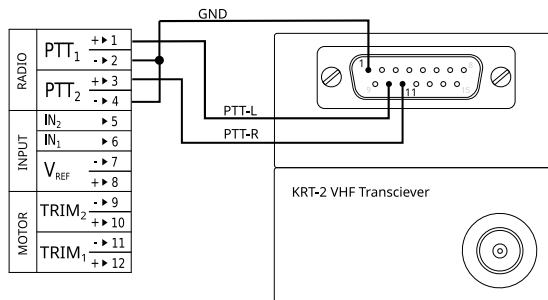 GND
RADIO
PTT1 + 1
- 2
PTT2 + 3
- 4
INPUT
IN2 5
IN1 6
VREF - 7
+ 8
MOTOR
TRIM2 - 9
+ 10
TRIM1 - 11
+ 12
PTT-L
PTT-R
1 8
9 11 15
KRT-2 VHF Transciever